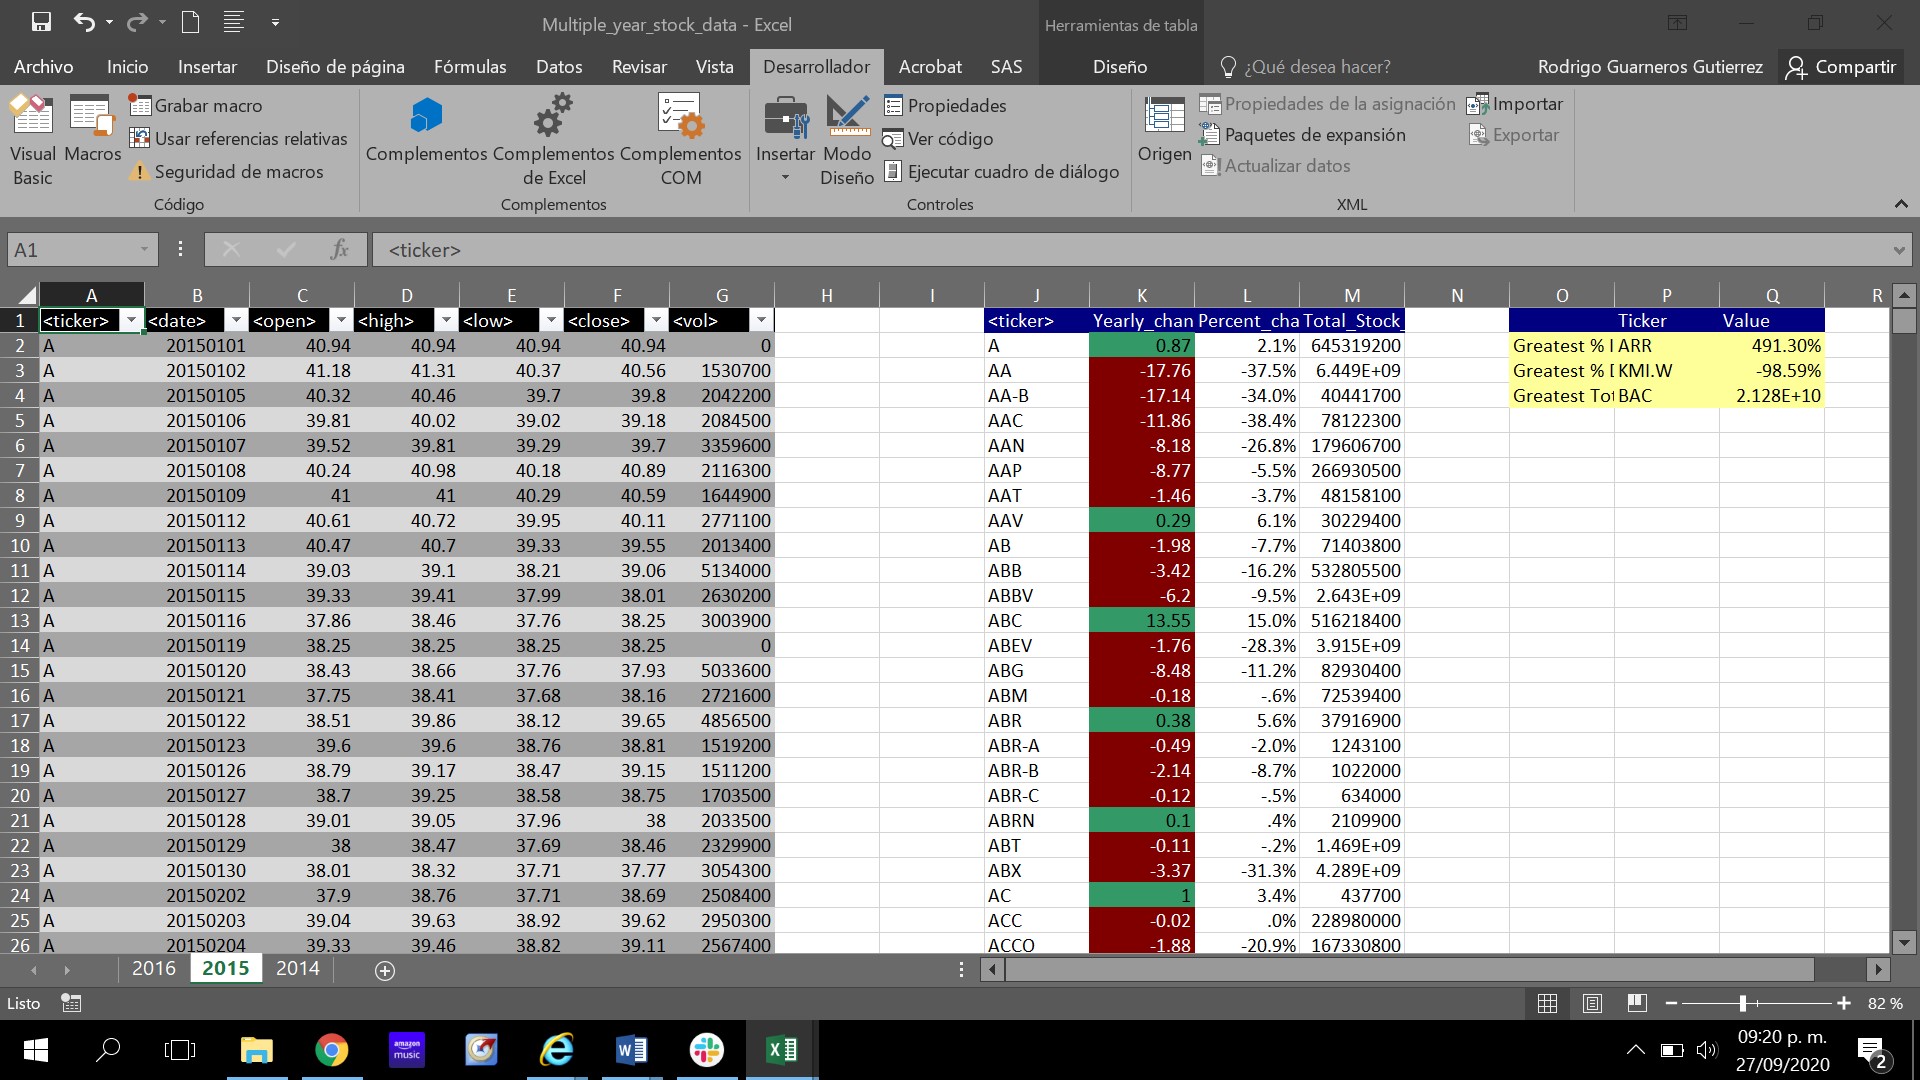 Multiple_year_stock_data - Excel
Herramientas de tabla
Archivo Inicio Insertar Diseño de página Fórmulas Datos Revisar Vista Desarrollador Acrobat SAS Diseño ¿Qué desea hacer? Rodrigo Guarneros Gutierrez Compartir
Visual Basic
Macros
Grabar macro
Usar referencias relativas
Seguridad de macros
Código
Complementos
Complementos de Excel
Complementos COM
Complementos
Insertar
Modo Diseño
Propiedades
Ver código
Ejecutar cuadro de diálogo
Controles
Origen
Propiedades de la asignación
Paquetes de expansión
Actualizar datos
Importar
Exportar
XML
A1 fx <ticker>
A B C D E F G H I J K L M N O P Q R
1 <ticker> <date> <open> <high> <low> <close> <vol> <ticker> Yearly_chan Percent_cha Total_Stock_ Ticker Value
2 A 20150101 40.94 40.94 40.94 40.94 0 A 0.87 2.1% 645319200 Greatest % I ARR 491.30%
3 A 20150102 41.18 41.31 40.37 40.56 1530700 AA -17.76 -37.5% 6.449E+09 Greatest % D KMI.W -98.59%
4 A 20150105 40.32 40.46 39.7 39.8 2042200 AA-B -17.14 -34.0% 40441700 Greatest Tot BAC 2.128E+10
5 A 20150106 39.81 40.02 39.02 39.18 2084500 AAC -11.86 -38.4% 78122300
6 A 20150107 39.52 39.81 39.29 39.7 3359600 AAN -8.18 -26.8% 179606700
7 A 20150108 40.24 40.98 40.18 40.89 2116300 AAP -8.77 -5.5% 266930500
8 A 20150109 41 41 40.29 40.59 1644900 AAT -1.46 -3.7% 48158100
9 A 20150112 40.61 40.72 39.95 40.11 2771100 AAV 0.29 6.1% 30229400
10 A 20150113 40.47 40.7 39.33 39.55 2013400 AB -1.98 -7.7% 71403800
11 A 20150114 39.03 39.1 38.21 39.06 5134000 ABB -3.42 -16.2% 532805500
12 A 20150115 39.33 39.41 37.99 38.01 2630200 ABBV -6.2 -9.5% 2.643E+09
13 A 20150116 37.86 38.46 37.76 38.25 3003900 ABC 13.55 15.0% 516218400
14 A 20150119 38.25 38.25 38.25 38.25 0 ABEV -1.76 -28.3% 3.915E+09
15 A 20150120 38.43 38.66 37.76 37.93 5033600 ABG -8.48 -11.2% 82930400
16 A 20150121 37.75 38.41 37.68 38.16 2721600 ABM -0.18 -.6% 72539400
17 A 20150122 38.51 39.86 38.12 39.65 4856500 ABR 0.38 5.6% 37916900
18 A 20150123 39.6 39.6 38.76 38.81 1519200 ABR-A -0.49 -2.0% 1243100
19 A 20150126 38.79 39.17 38.47 39.15 1511200 ABR-B -2.14 -8.7% 1022000
20 A 20150127 38.7 39.25 38.58 38.75 1703500 ABR-C -0.12 -.5% 634000
21 A 20150128 39.01 39.05 37.96 38 2033500 ABRN 0.1 .4% 2109900
22 A 20150129 38 38.47 37.69 38.46 2329900 ABT -0.11 -.2% 1.469E+09
23 A 20150130 38.01 38.32 37.71 37.77 3054300 ABX -3.37 -31.3% 4.289E+09
24 A 20150202 37.9 38.76 37.71 38.69 2508400 AC 1 3.4% 437700
25 A 20150203 39.04 39.63 38.92 39.62 2950300 ACC -0.02 .0% 228980000
26 A 20150204 39.33 39.46 38.82 39.11 2567400 ACCO -1.88 -20.9% 167330800
2016 2015 2014
Listo 82 %
amazon music
09:20 p. m.
27/09/2020
2